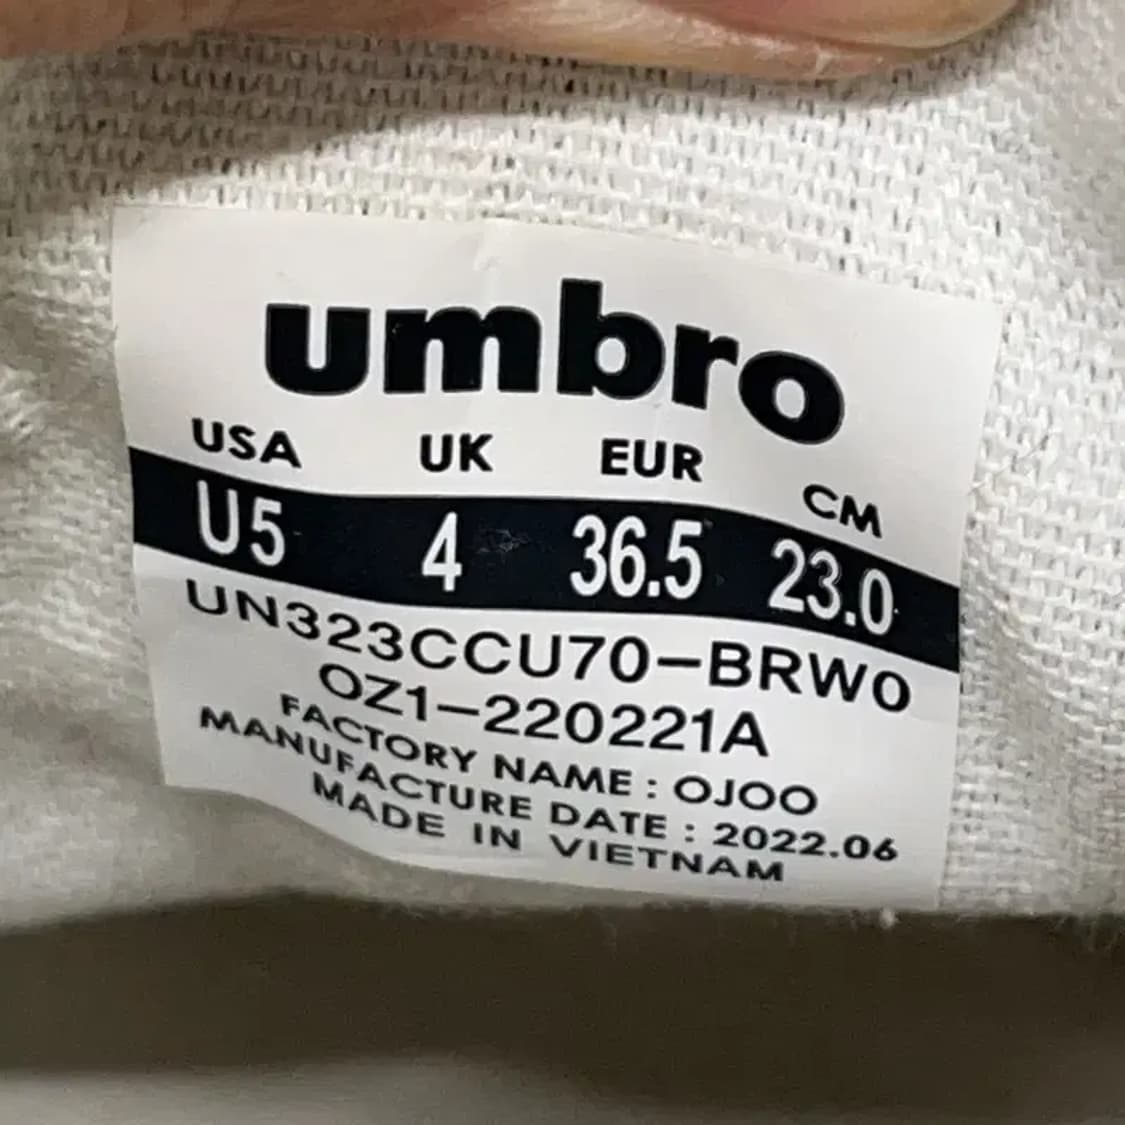 umbro
USA UK EUR CM
U5 4 36.5 23.0
UN323CCU70-BRW0
OZ1-220221A
FACTORY NAME : OJOO
MANUFACTURE DATE : 2022.06
MADE IN VIETNAM